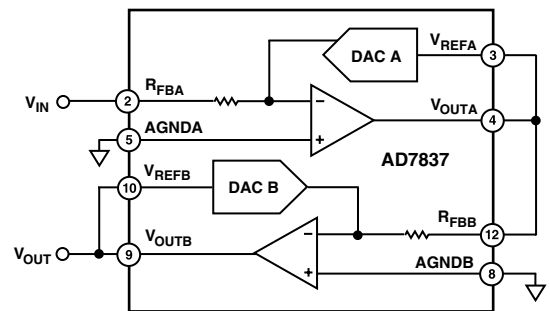 DAC A
VREFA
3
VIN
2
RFBA
VOUTA
4
5
AGNDA
AD7837
10
VREFB
DAC B
RFBB
12
VOUT
9
VOUTB
AGNDB
8
−
+
−
+